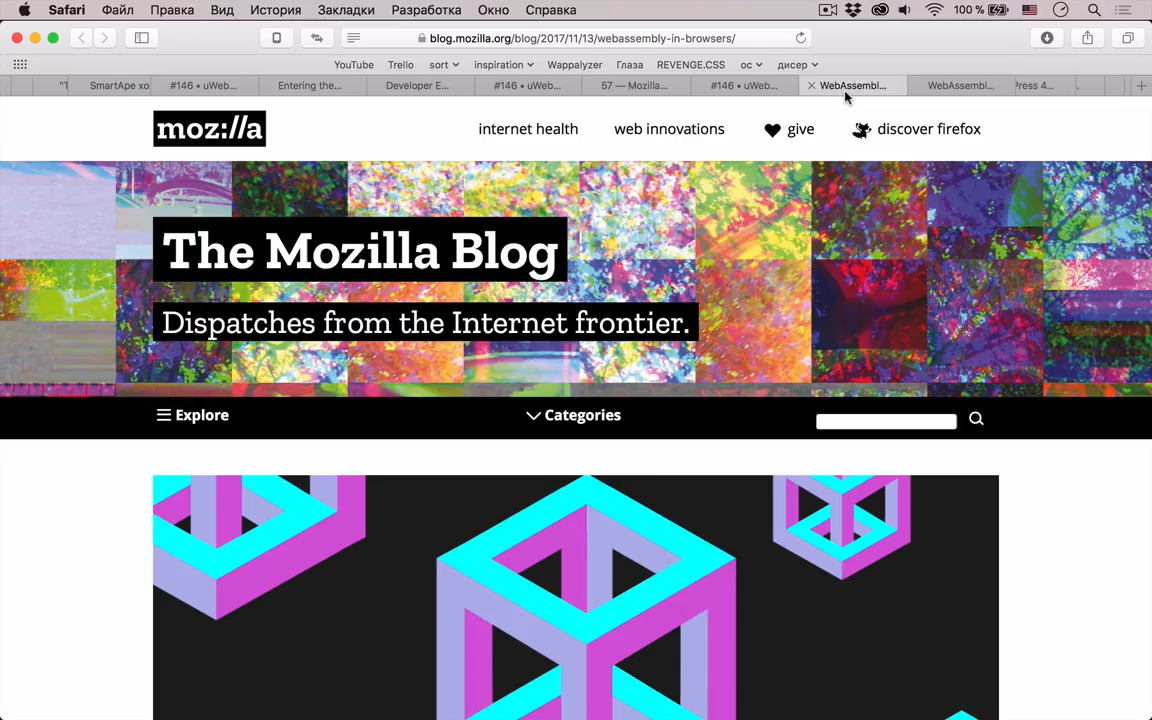 Safari Файл Правка Вид История Закладки Разработка Окно Справка 100 %
blog.mozilla.org/blog/2017/11/13/webassembly-in-browsers/
YouTube Trello sort inspiration Wappalyzer Глаза REVENGE.CSS ос дисер
"T SmartApe хо #146 • uWeb... Entering the... Developer E... #146 • uWeb... 57 — Mozilla... #146 • uWeb... WebAssembl... WebAssembl... Press 4...
moz://a internet health web innovations give discover firefox
The Mozilla Blog
Dispatches from the Internet frontier.
Explore Categories